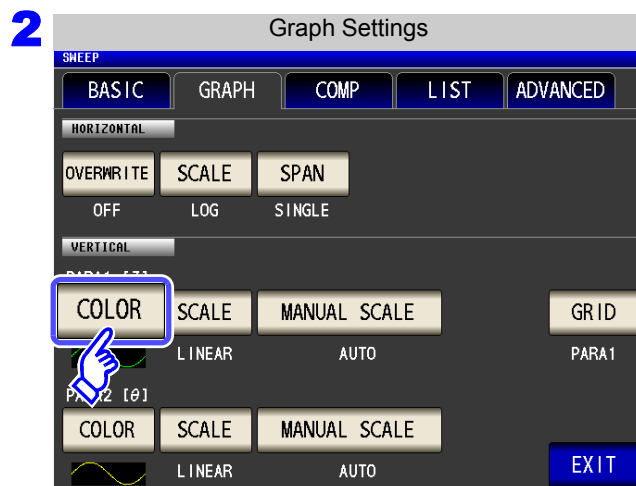 2
Graph Settings
SWEEP
BASIC GRAPH COMP LIST ADVANCED
HORIZONTAL
OVERWRITE SCALE SPAN
OFF LOG SINGLE
VERTICAL
COLOR SCALE MANUAL SCALE GRID
LINEAR AUTO PARA1
[θ]
COLOR SCALE MANUAL SCALE
LINEAR AUTO EXIT